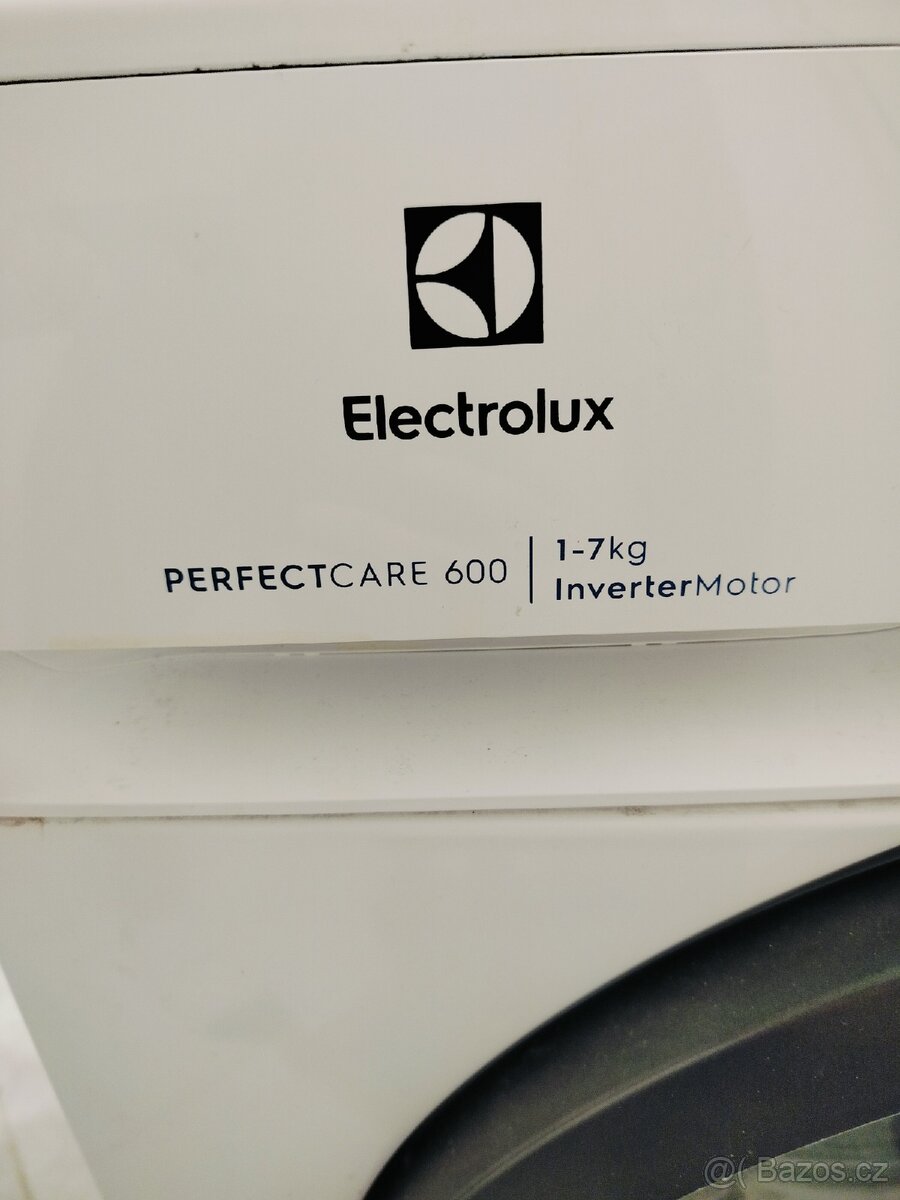 Electrolux
PERFECTCARE 600
1-7kg
InverterMotor
@( Bazos.cz